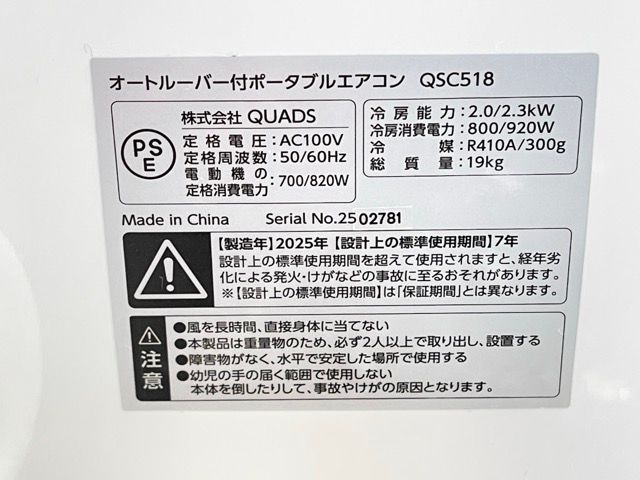 オートルーバー付ポータブルエアコン QSC518
PS
E
株式会社 QUADS
定格電圧:AC100V
定格周波数:50/60Hz
電動機の
定格消費電力:700/820W
冷房能力:2.0/2.3kW
冷房消費電力:800/920W
冷媒:R410A/300g
総質量:19kg
Made in China Serial No.25 02781
【製造年】2025年【設計上の標準使用期間】7年
設計上の標準使用期間を超えて使用されますと、経年劣
化による発火・けがなどの事故に至るおそれがあります。
※【設計上の標準使用期間】は「保証期間」とは異なります。
注意
●風を長時間、直接身体に当てない
●本製品は重量物のため、必ず2人以上で取り出し、設置する
●障害物がなく、水平で安定した場所で使用する
●幼児の手の届く範囲で使用しない
本体を倒したりして、事故やけがの原因となります。